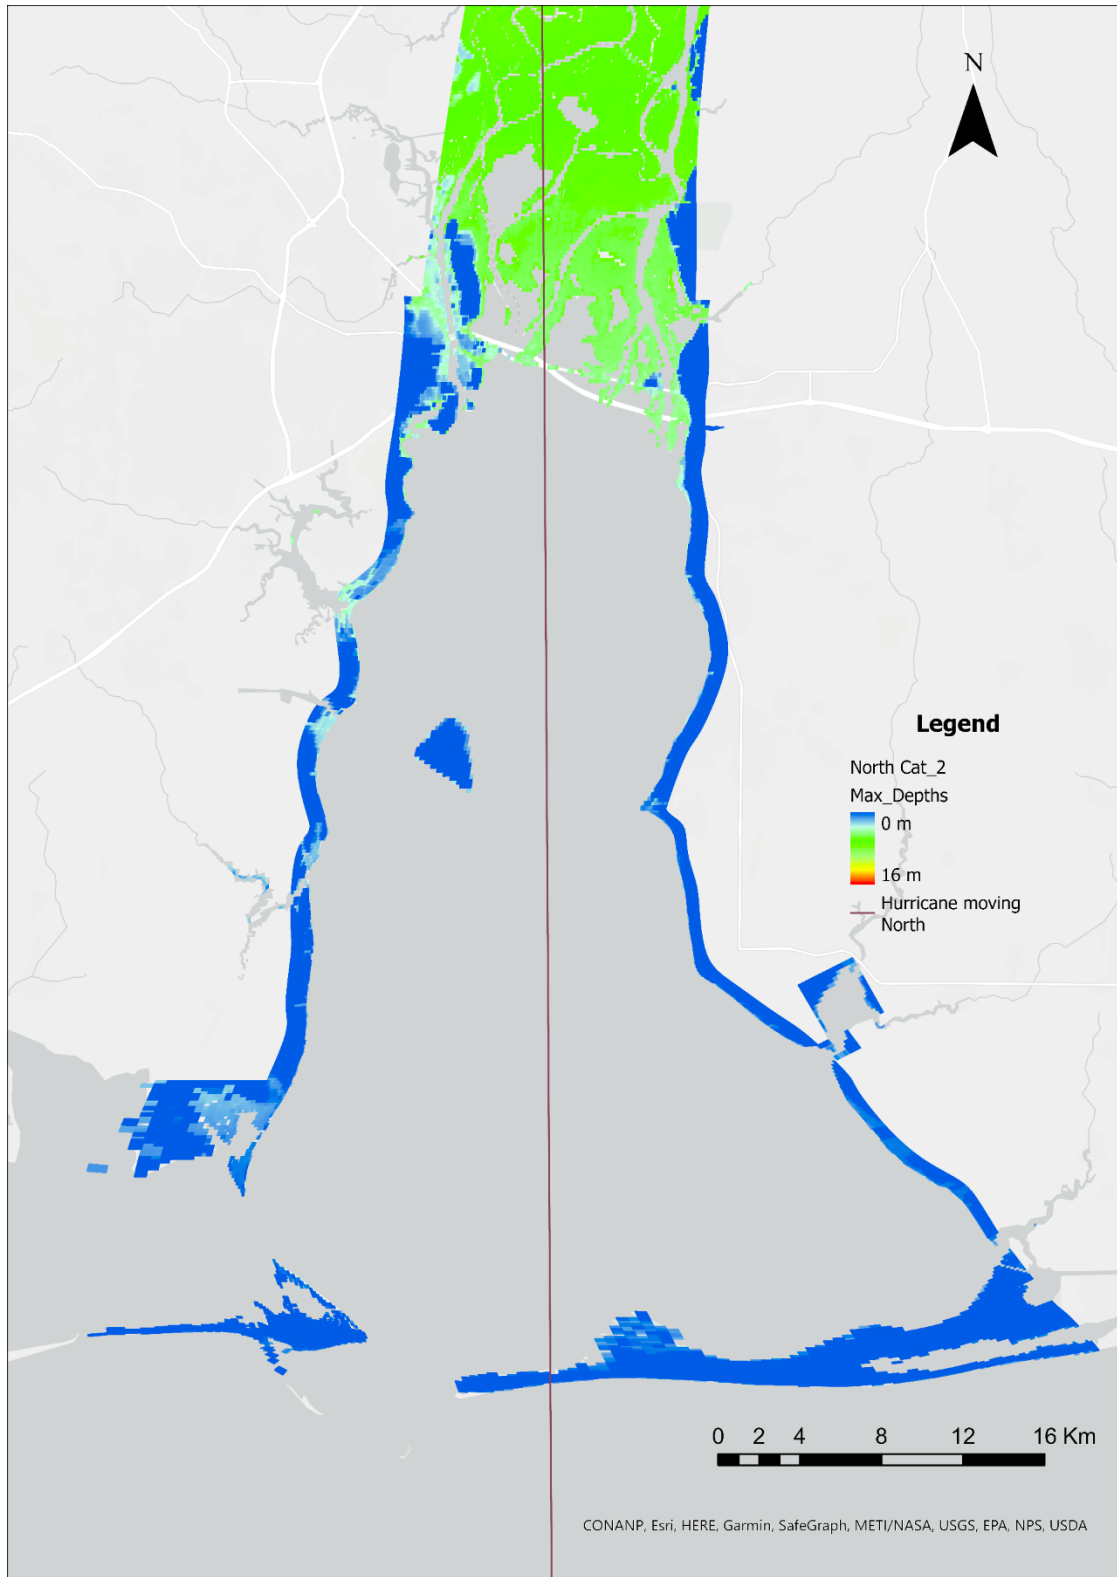 N
Legend
North Cat_2
Max_Depths
0 m
16 m
Hurricane moving
North
0 2 4 8 12 16 Km
CONANP, Esri, HERE, Garmin, SafeGraph, METI/NASA, USGS, EPA, NPS, USDA